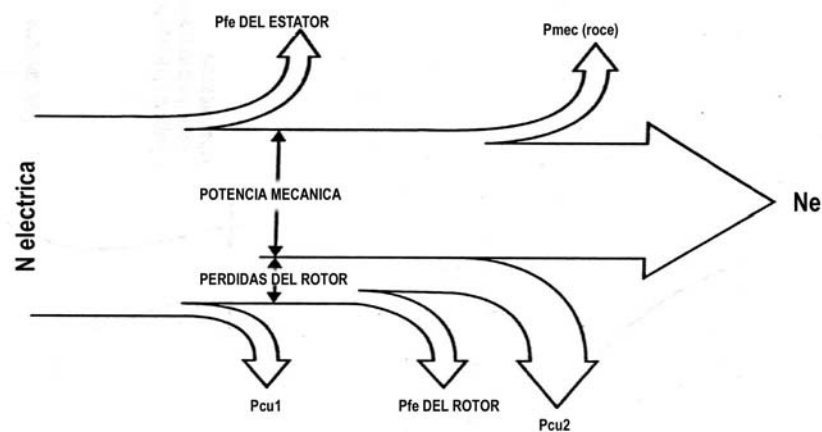 Pfe DEL ESTATOR
Pmec (roce)
N electrica
POTENCIA MECANICA
Ne
PERDIDAS DEL ROTOR
Pcu1
Pfe DEL ROTOR
Pcu2